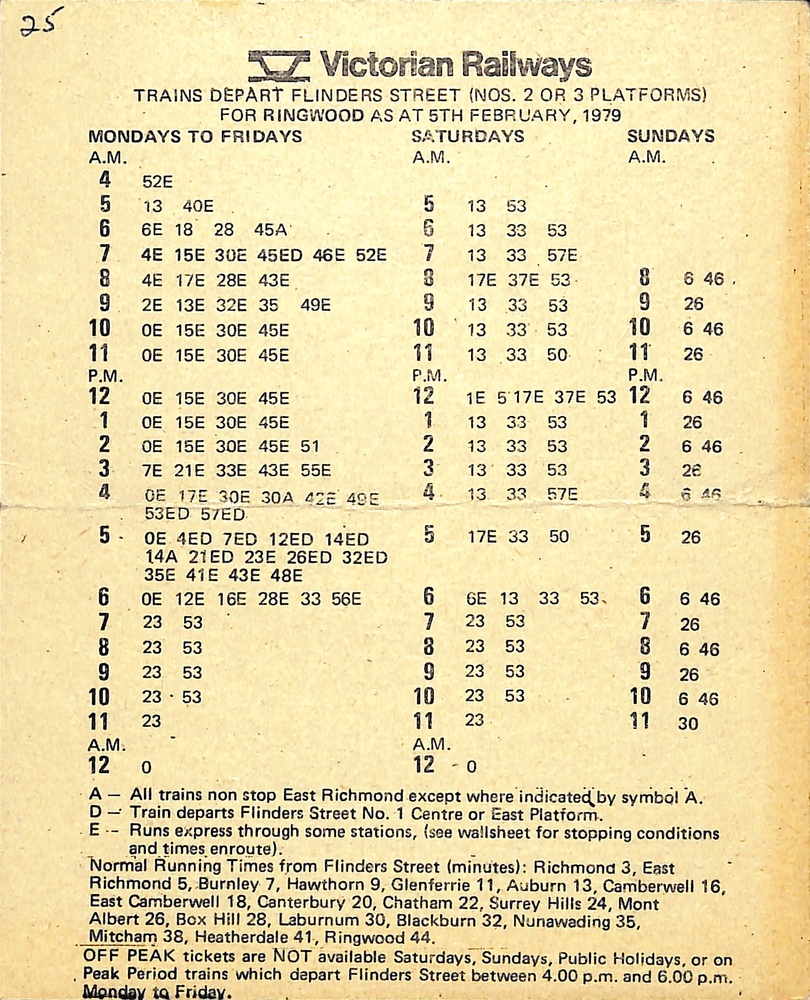 25
Victorian Railways
TRAINS DEPART FLINDERS STREET (NOS. 2 OR 3 PLATFORMS)
FOR RINGWOOD AS AT 5TH FEBRUARY, 1979
MONDAYS TO FRIDAYS SATURDAYS SUNDAYS
A.M. A.M. A.M.
4 52E
5 13 40E 5 13 53
6 6E 18 28 45A 6 13 33 53
7 4E 15E 30E 45ED 46E 52E 7 13 33 57E
8 4E 17E 28E 43E 8 17E 37E 53 8 6 46
9 2E 13E 32E 35 49E 9 13 33 53 9 26
10 0E 15E 30E 45E 10 13 33 53 10 6 46
11 0E 15E 30E 45E 11 13 33 50 11 26
P.M. P.M. P.M.
12 0E 15E 30E 45E 12 1E 5 17E 37E 53 12 6 46
1 0E 15E 30E 45E 1 13 33 53 1 26
2 0E 15E 30E 45E 51 2 13 33 53 2 6 46
3 7E 21E 33E 43E 55E 3 13 33 53 3 26
4 0E 17E 30E 30A 42E 49E 4 13 33 57E 4 6 46
53ED 57ED
5 0E 4ED 7ED 12ED 14ED 5 17E 33 50 5 26
14A 21ED 23E 26ED 32ED
35E 41E 43E 48E
6 0E 12E 16E 28E 33 56E 6 6E 13 33 53 6 6 46
7 23 53 7 23 53 7 26
8 23 53 8 23 53 8 6 46
9 23 53 9 23 53 9 26
10 23 53 10 23 53 10 6 46
11 23 11 23 11 30
A.M. A.M.
12 0 12 0
A — All trains non stop East Richmond except where indicated by symbol A.
D — Train departs Flinders Street No. 1 Centre or East Platform.
E — Runs express through some stations, (see wallsheet for stopping conditions
and times enroute).
Normal Running Times from Flinders Street (minutes): Richmond 3, East
Richmond 5, Burnley 7, Hawthorn 9, Glenferrie 11, Auburn 13, Camberwell 16,
East Camberwell 18, Canterbury 20, Chatham 22, Surrey Hills 24, Mont
Albert 26, Box Hill 28, Laburnum 30, Blackburn 32, Nunawading 35,
Mitcham 38, Heatherdale 41, Ringwood 44.
OFF PEAK tickets are NOT available Saturdays, Sundays, Public Holidays, or on
Peak Period trains which depart Flinders Street between 4.00 p.m. and 6.00 p.m.
Monday to Friday.